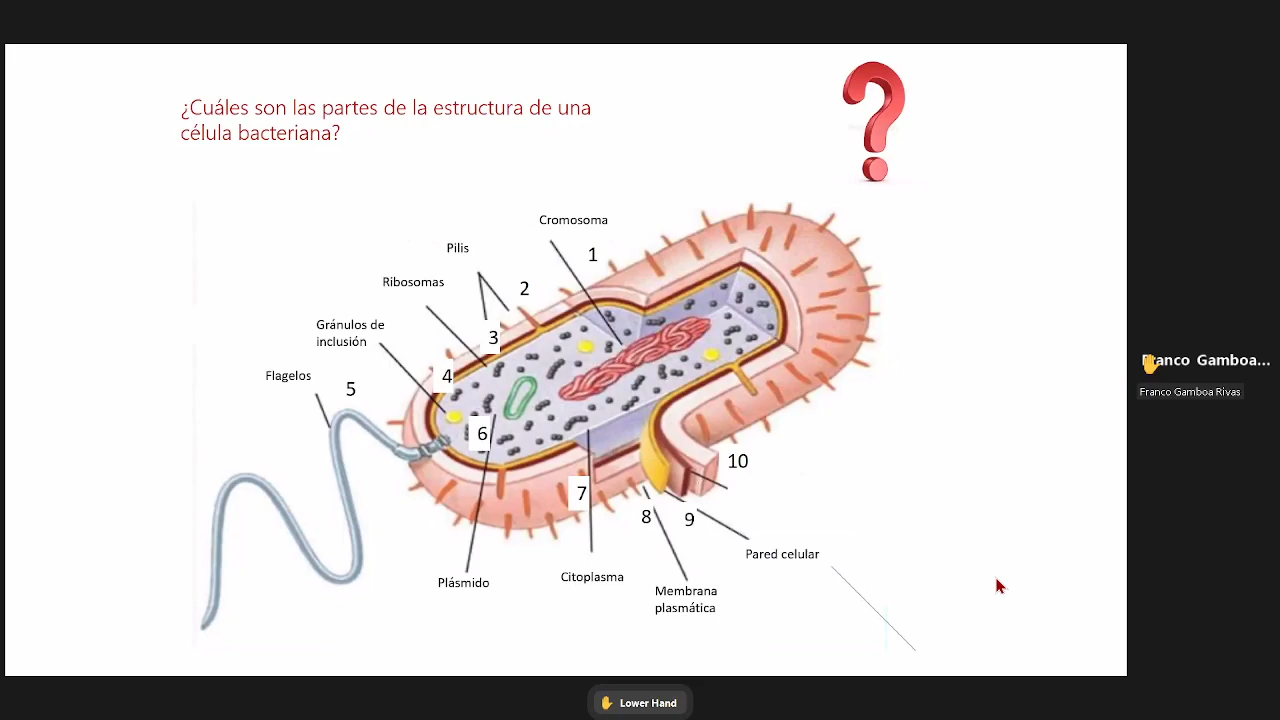 ¿Cuáles son las partes de la estructura de una
célula bacteriana?
Cromosoma
1
Pilis
2
Ribosomas
3
Gránulos de
inclusión
4
Flagelos
5
6
7
8
9
10
Plásmido
Citoplasma
Membrana
plasmática
Pared celular
Franco Gamboa...
Franco Gamboa Rivas
Lower Hand